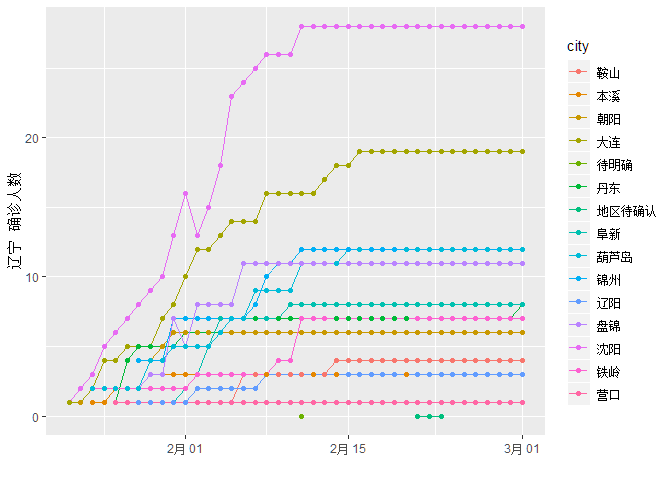 辽宁 确诊人数
20
10
0
2月 01
2月 15
3月 01
city
鞍山
本溪
朝阳
大连
待明确
丹东
地区待确认
阜新
葫芦岛
锦州
辽阳
盘锦
沈阳
铁岭
营口